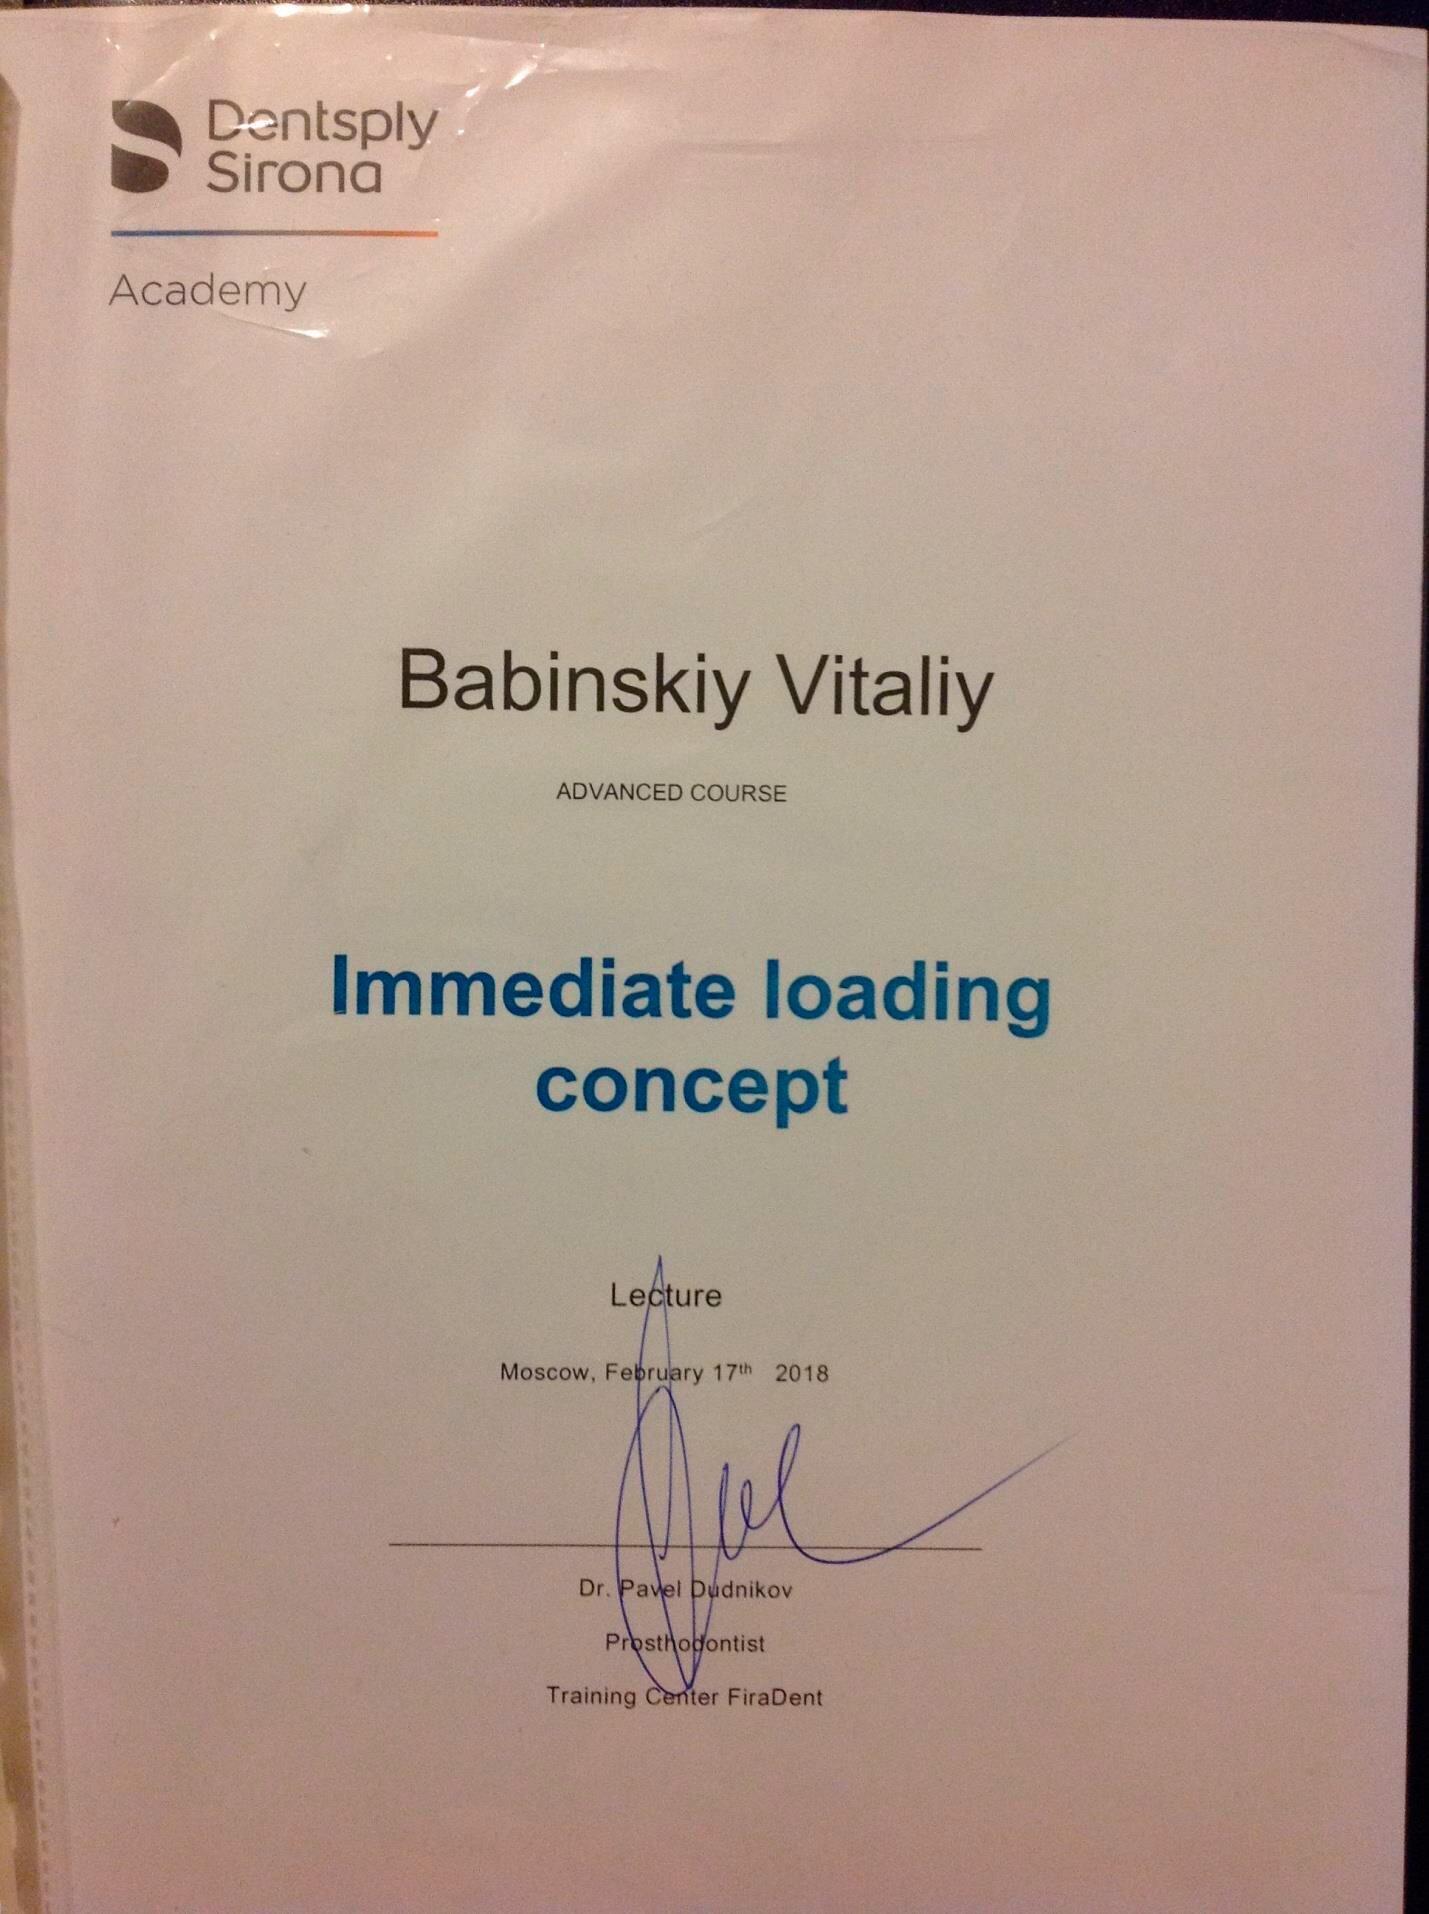 Dentsply
Sirona
Academy
Babinskiy Vitaliy
ADVANCED COURSE
Immediate loading
concept
Lecture
Moscow, February 17th 2018
Dr. Pavel Dudnikov
Prosthodontist
Training Center FiraDent